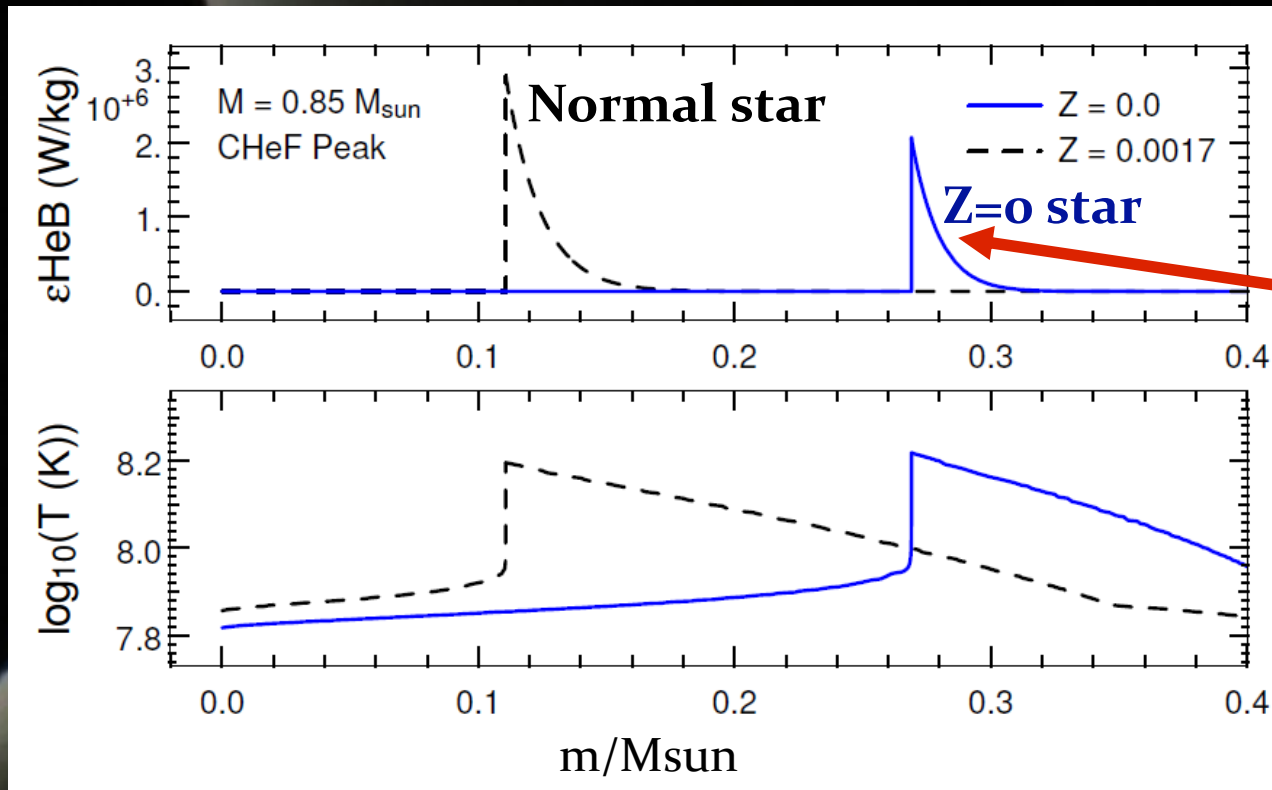 3.
10+6
2.
1.
0.
εHeB (W/kg)
M = 0.85 Msun
CHeF Peak
Normal star
Z = 0.0
Z = 0.0017
Z=0 star
0.0 0.1 0.2 0.3 0.4
8.2
8.0
7.8
log10(T (K))
0.0 0.1 0.2 0.3 0.4
m/Msun